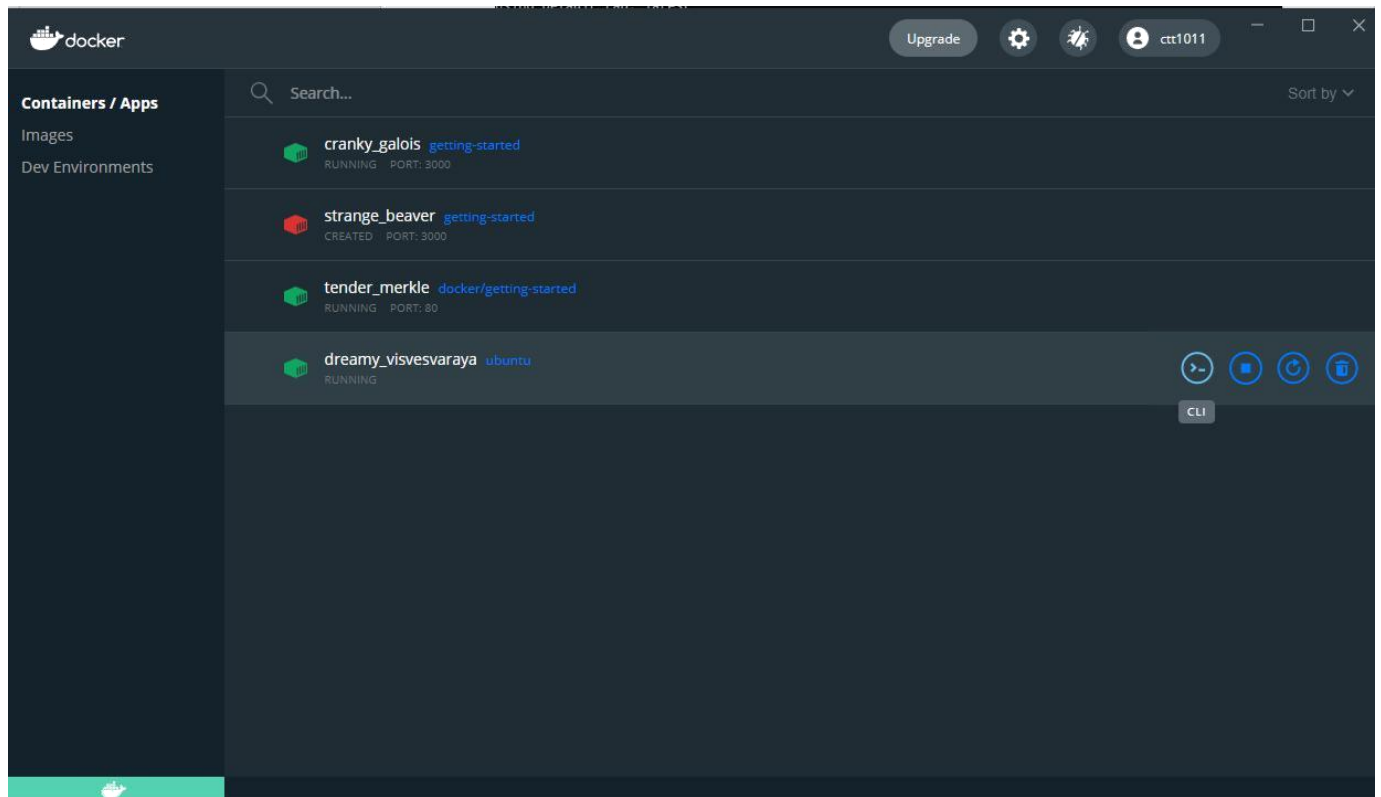 docker
Upgrade
ctt1011
Containers / Apps
Images
Dev Environments
Search...
Sort by
cranky_galois getting-started
RUNNING PORT: 3000
strange_beaver getting-started
CREATED PORT: 3000
tender_merkle docker/getting-started
RUNNING PORT: 80
dreamy_visvesvaraya ubuntu
RUNNING
CLI